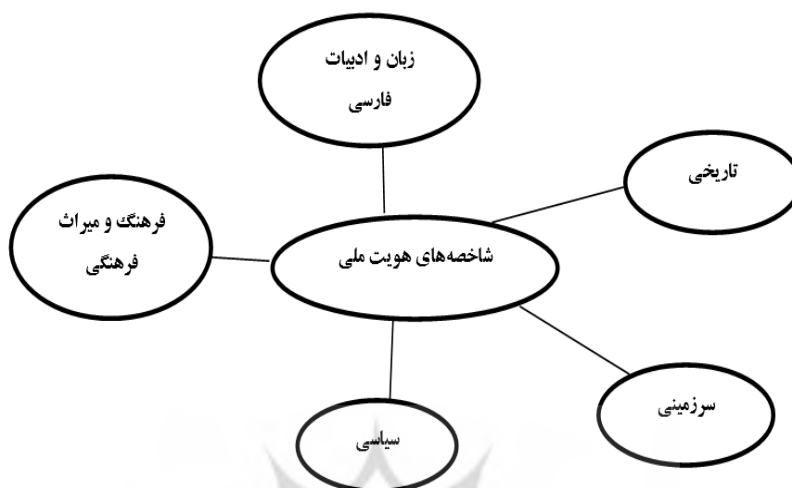 زبان و ادبیات
فارسی
تاریخی
فرهنگ و میراث
فرهنگی
شاخصه‌های هویت ملی
سرزمینی
سیاسی